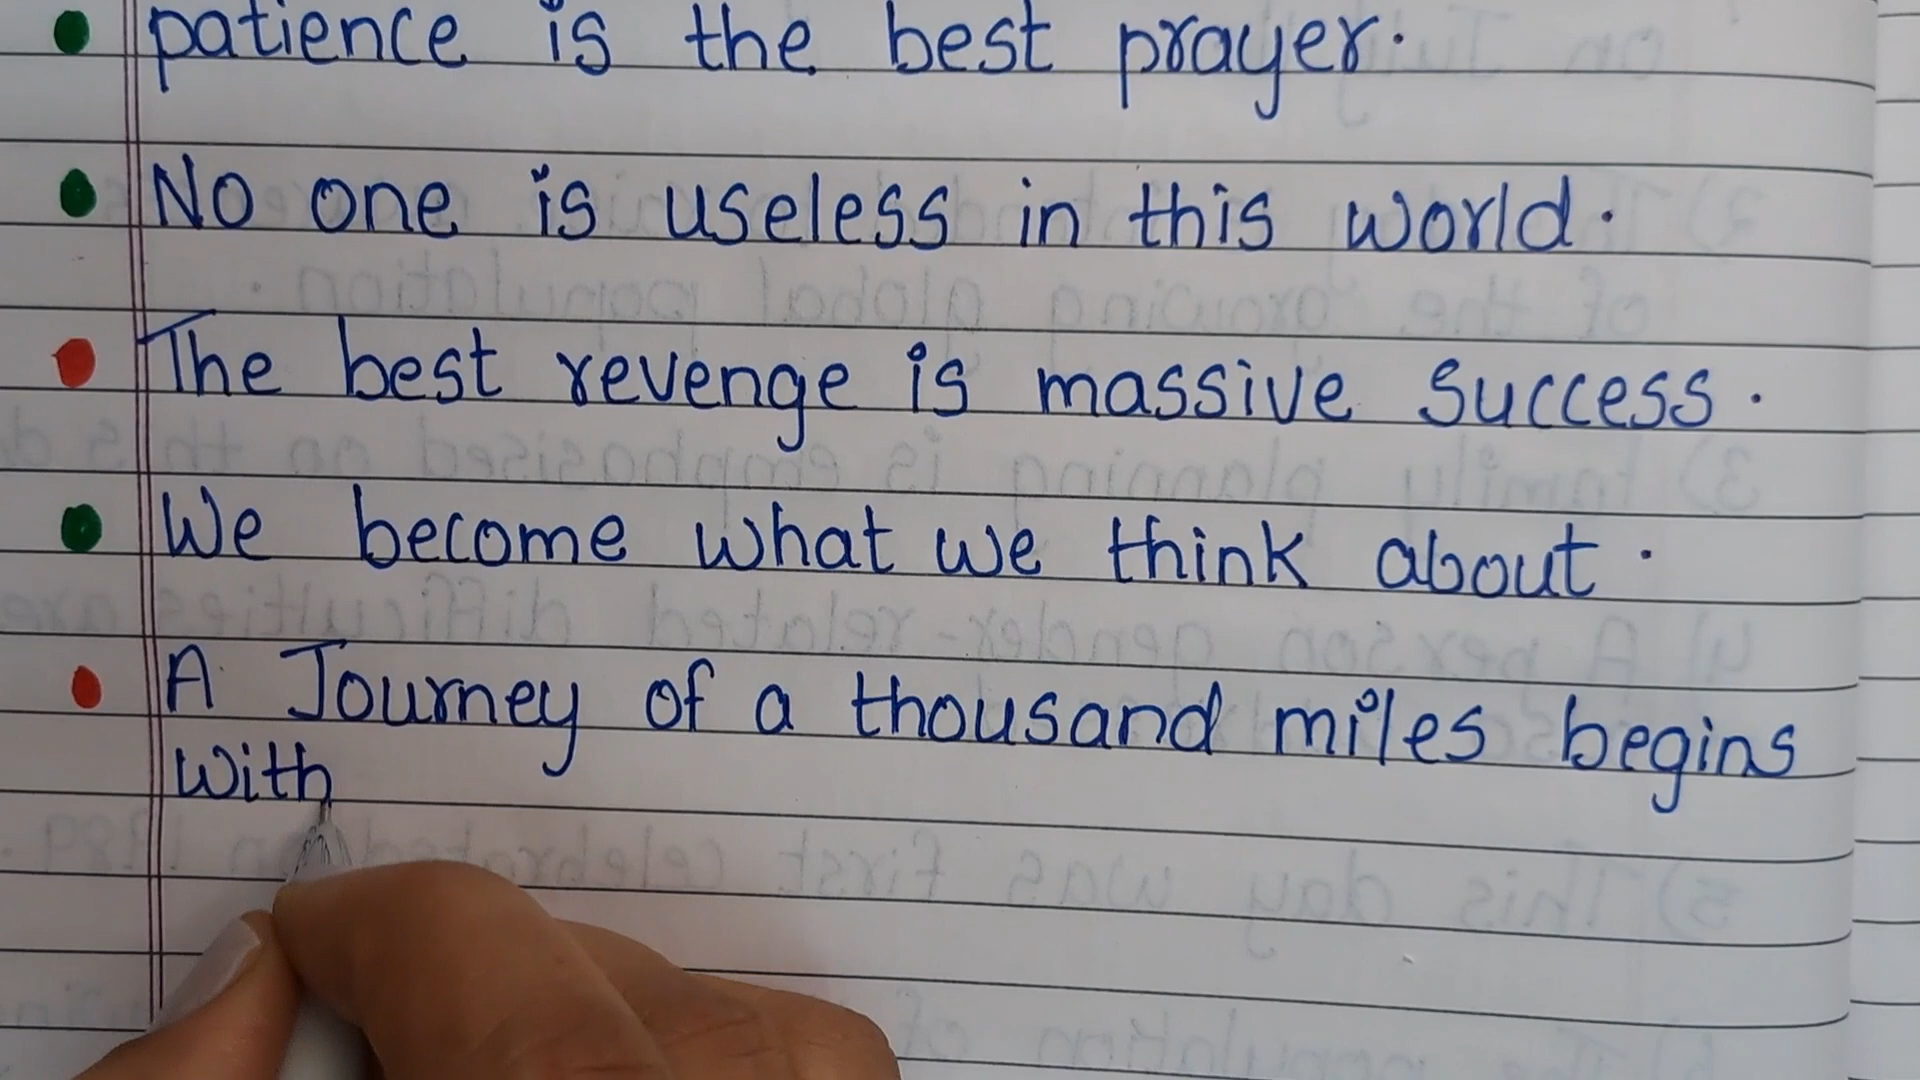 patience is the best prayer.
No one is useless in this world.
The best revenge is massive success.
We become what we think about.
A Journey of a thousand miles begins
with